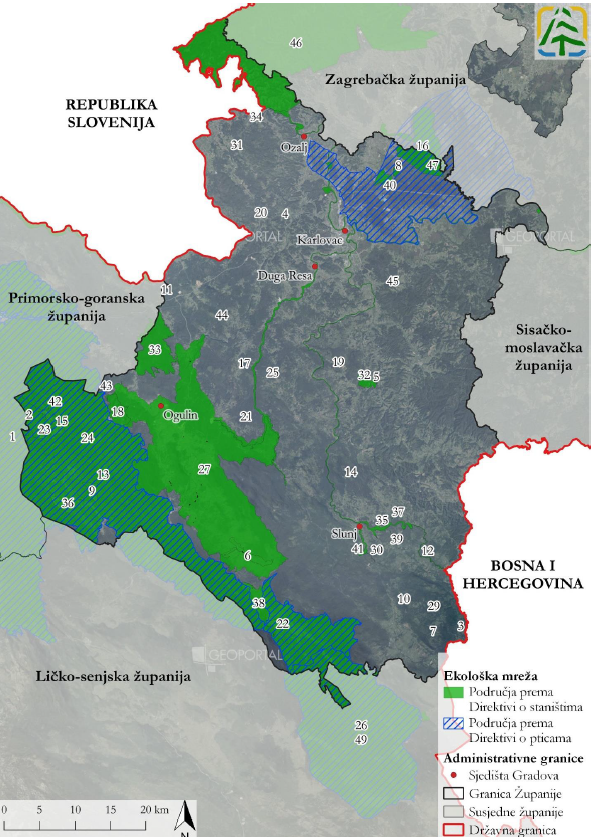 46
Zagrebačka županija
REPUBLIKA
SLOVENIJA
34
31
Ozalj
16
8
47
40
20
4
Karlovac
GEOPORTAL
Duga Resa
11
45
Primorsko-goranska
županija
44
Sisačko-
moslavačka
županija
33
17
25
19
32
5
43
42
2
18
Ogulin
15
23
21
1
24
27
14
13
9
36
37
35
Slunj
39
41
30
12
6
BOSNA I
HERCEGOVINA
10
29
38
22
7
3
GEOPORTAL
Ličko-senjska županija
26
49
Ekološka mreža
Područja prema
Direktivi o staništima
Područja prema
Direktivi o pticama
Administrativne granice
Sjedišta Gradova
Granica Županije
Susjedne županije
Državna granica
0 5 10 15 20 km
N